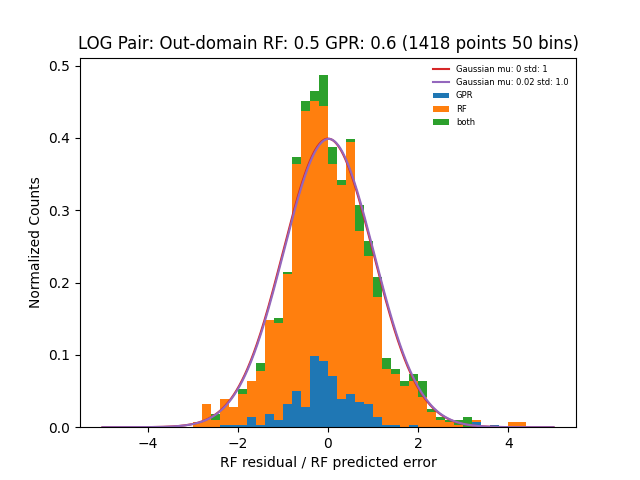 LOG Pair: Out-domain RF: 0.5 GPR: 0.6 (1418 points 50 bins)
Gaussian mu: 0 std: 1
Gaussian mu: 0.02 std: 1.0
GPR
RF
both
Normalized Counts
0.5
0.4
0.3
0.2
0.1
0.0
−4
−2
0
2
4
RF residual / RF predicted error